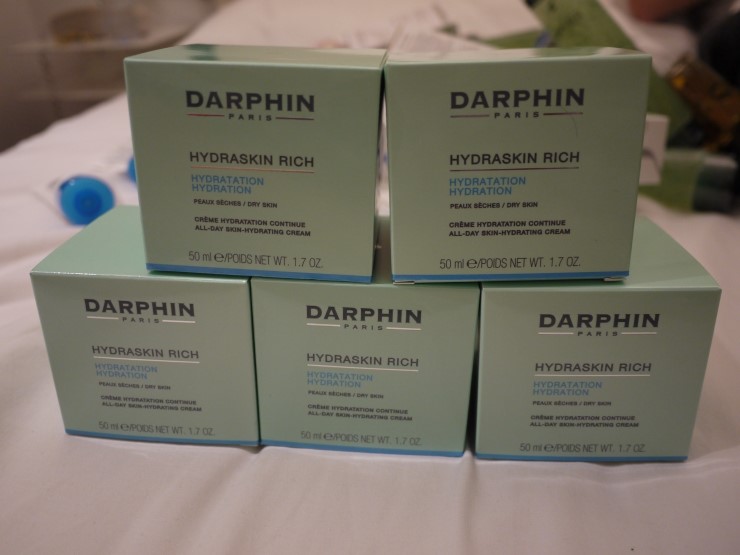 DARPHIN
PARIS
HYDRASKIN RICH
HYDRATATION
HYDRATION
PEAUX SÈCHES / DRY SKIN
CRÈME HYDRATATION CONTINUE
ALL-DAY SKIN-HYDRATING CREAM
50 ml ℮/POIDS NET WT. 1.7 OZ.
DARPHIN
PARIS
HYDRASKIN RICH
HYDRATATION
HYDRATION
PEAUX SÈCHES / DRY SKIN
CRÈME HYDRATATION CONTINUE
ALL-DAY SKIN-HYDRATING CREAM
50 ml ℮/POIDS NET WT. 1.7 OZ.
DARPHIN
PARIS
HYDRASKIN RICH
HYDRATATION
HYDRATION
PEAUX SÈCHES / DRY SKIN
CRÈME HYDRATATION CONTINUE
ALL-DAY SKIN-HYDRATING CREAM
50 ml ℮/POIDS NET WT. 1.7 OZ.
DARPHIN
PARIS
HYDRASKIN RICH
HYDRATATION
HYDRATION
PEAUX SÈCHES / DRY SKIN
CRÈME HYDRATATION CONTINUE
ALL-DAY SKIN-HYDRATING CREAM
50 ml ℮/POIDS NET WT. 1.7 OZ.
DARPHIN
PARIS
HYDRASKIN RICH
HYDRATATION
HYDRATION
PEAUX SÈCHES / DRY SKIN
CRÈME HYDRATATION CONTINUE
ALL-DAY SKIN-HYDRATING CREAM
50 ml ℮/POIDS NET WT. 1.7 OZ.